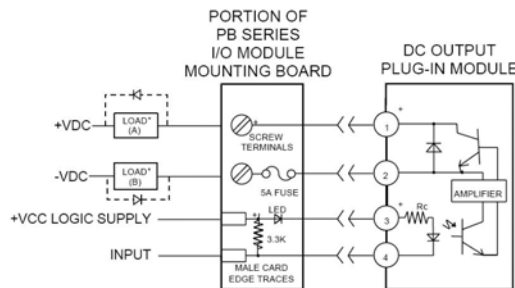 PORTION OF
PB SERIES
I/O MODULE
MOUNTING BOARD
DC OUTPUT
PLUG-IN MODULE
+VDC
LOAD*
(A)
+
SCREW
TERMINALS
+
1
-VDC
LOAD*
(B)
5A FUSE
2
AMPLIFIER
+VCC LOGIC SUPPLY
+
LED
3.3K
+
3
Rc
INPUT
4
MALE CARD
EDGE TRACES